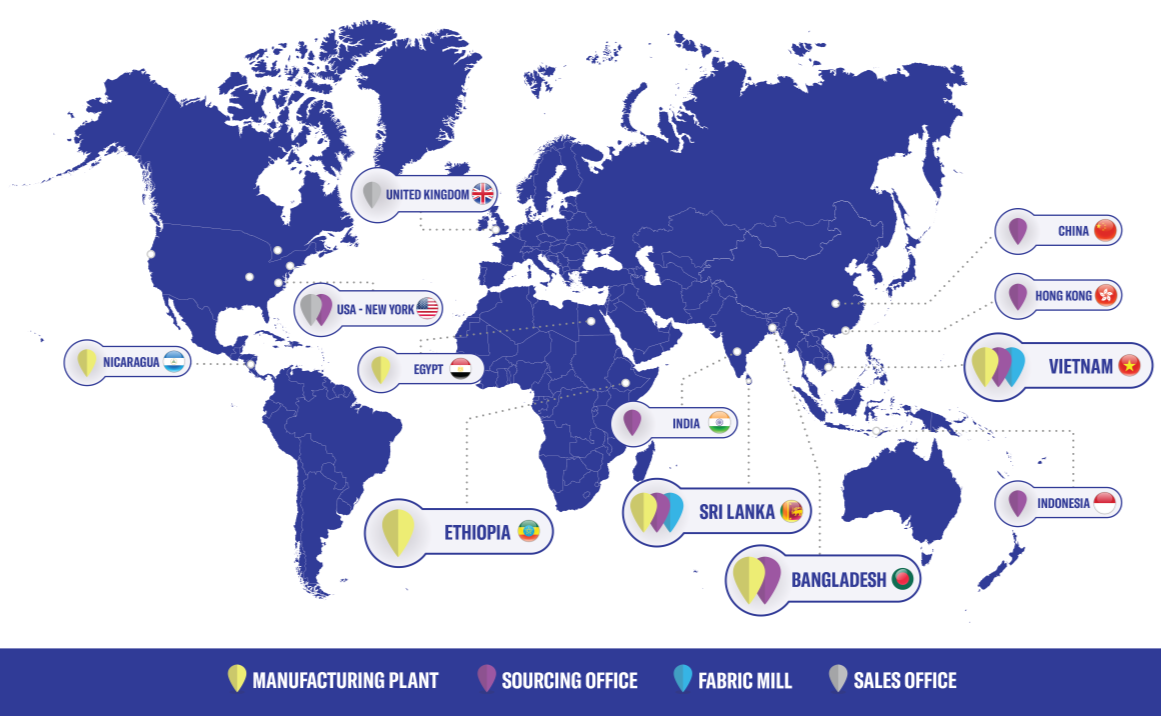 UNITED KINGDOM
CHINA
HONG KONG
USA - NEW YORK
NICARAGUA
EGYPT
VIETNAM
INDIA
INDONESIA
SRI LANKA
ETHIOPIA
BANGLADESH
MANUFACTURING PLANT
SOURCING OFFICE
FABRIC MILL
SALES OFFICE